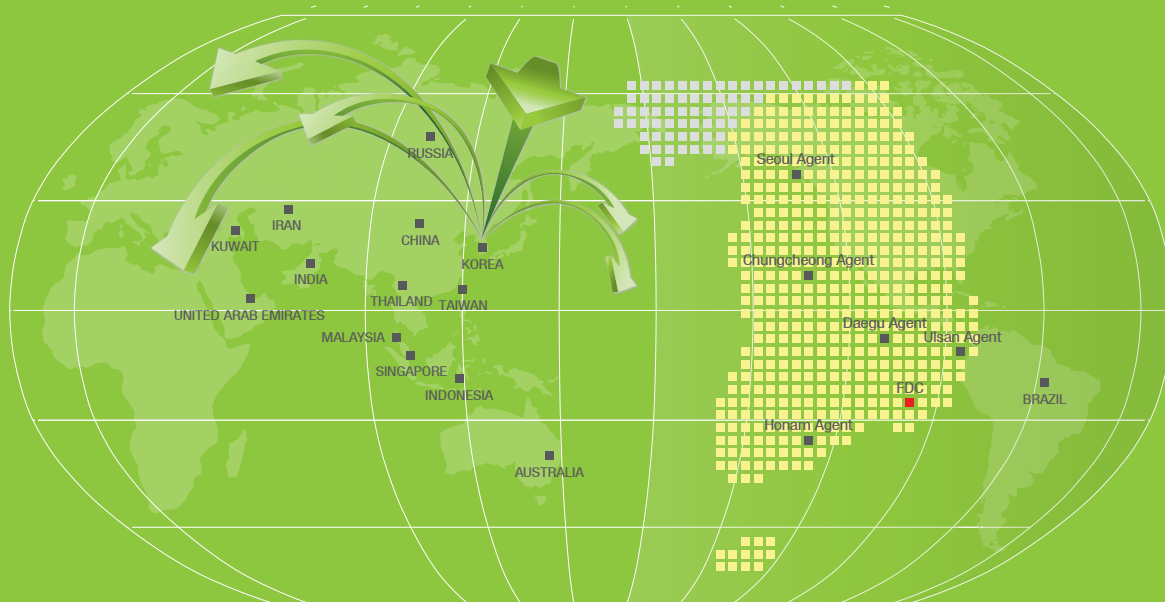 RUSSIA
Seoul Agent
IRAN
KUWAIT
CHINA
KOREA
INDIA
Chungcheong Agent
THAILAND
TAIWAN
UNITED ARAB EMIRATES
Daegu Agent
Ulsan Agent
MALAYSIA
SINGAPORE
INDONESIA
FDC
BRAZIL
Honam Agent
AUSTRALIA